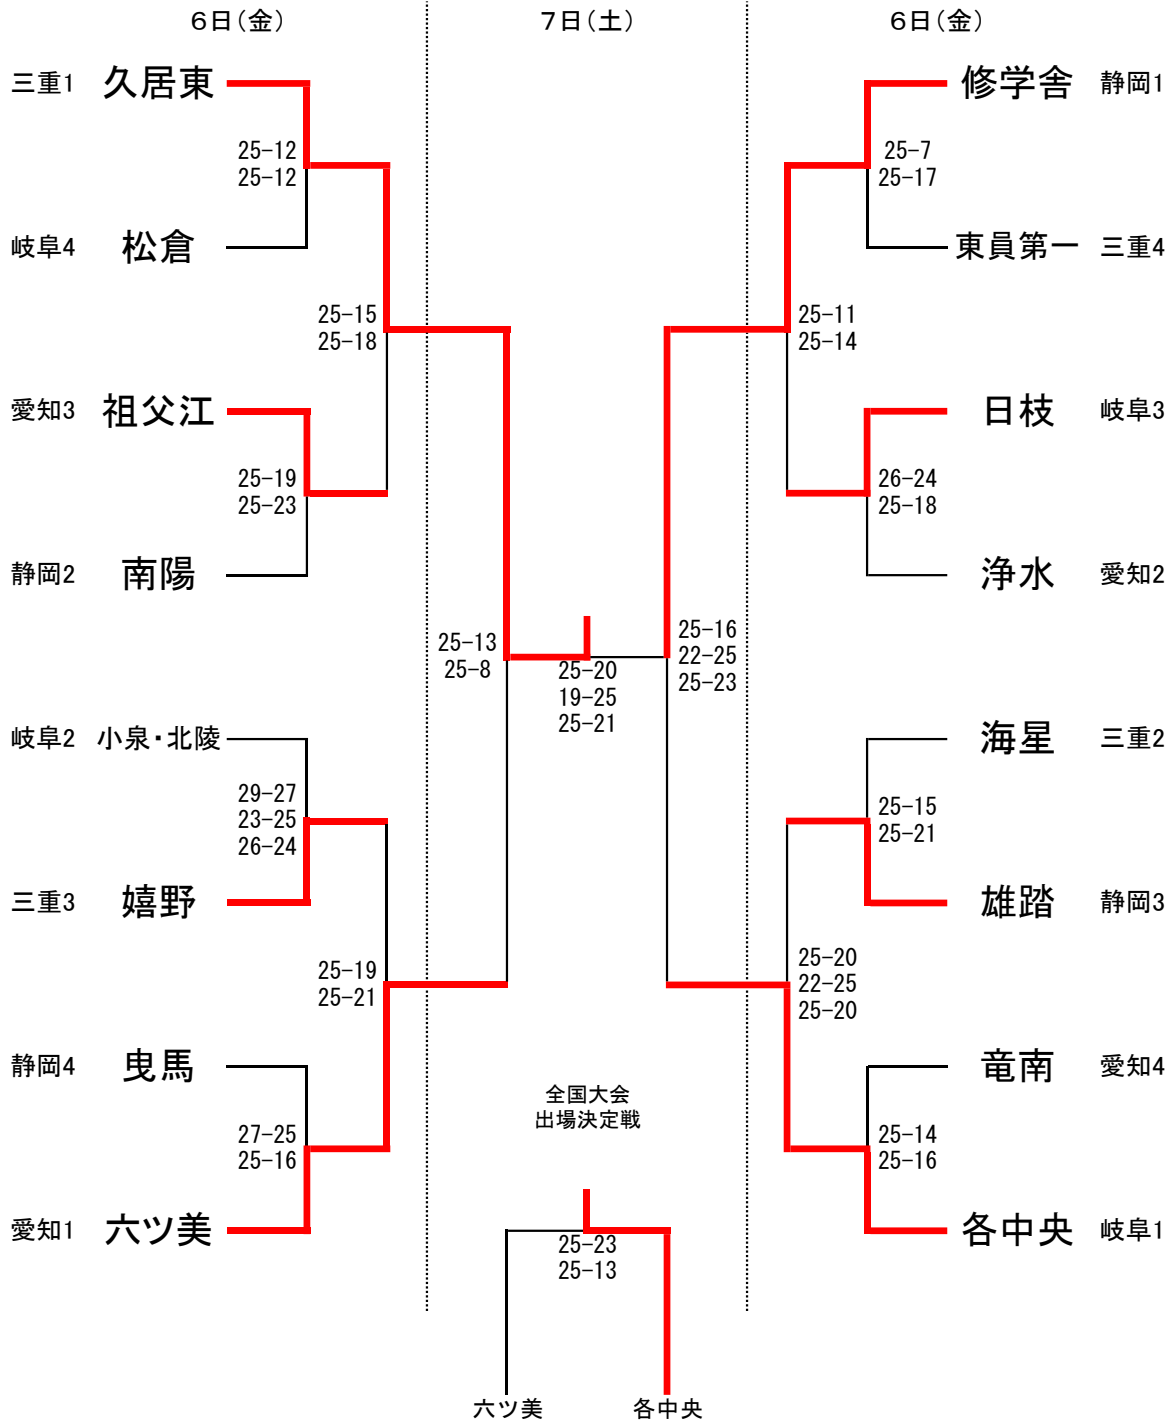 6日(金)
7日(土)
6日(金)
三重1 久居東
修学舎 静岡1
25-12
25-12
25-7
25-17
岐阜4 松倉
東員第一 三重4
25-15
25-18
25-11
25-14
愛知3 祖父江
日枝 岐阜3
25-19
25-23
26-24
25-18
静岡2 南陽
浄水 愛知2
25-13
25-8
25-20
19-25
25-21
25-16
22-25
25-23
岐阜2 小泉・北陵
海星 三重2
29-27
23-25
26-24
25-15
25-21
三重3 嬉野
雄踏 静岡3
25-19
25-21
25-20
22-25
25-20
静岡4 曳馬
竜南 愛知4
全国大会
出場決定戦
27-25
25-16
25-14
25-16
愛知1 六ツ美
各中央 岐阜1
25-23
25-13
六ツ美
各中央